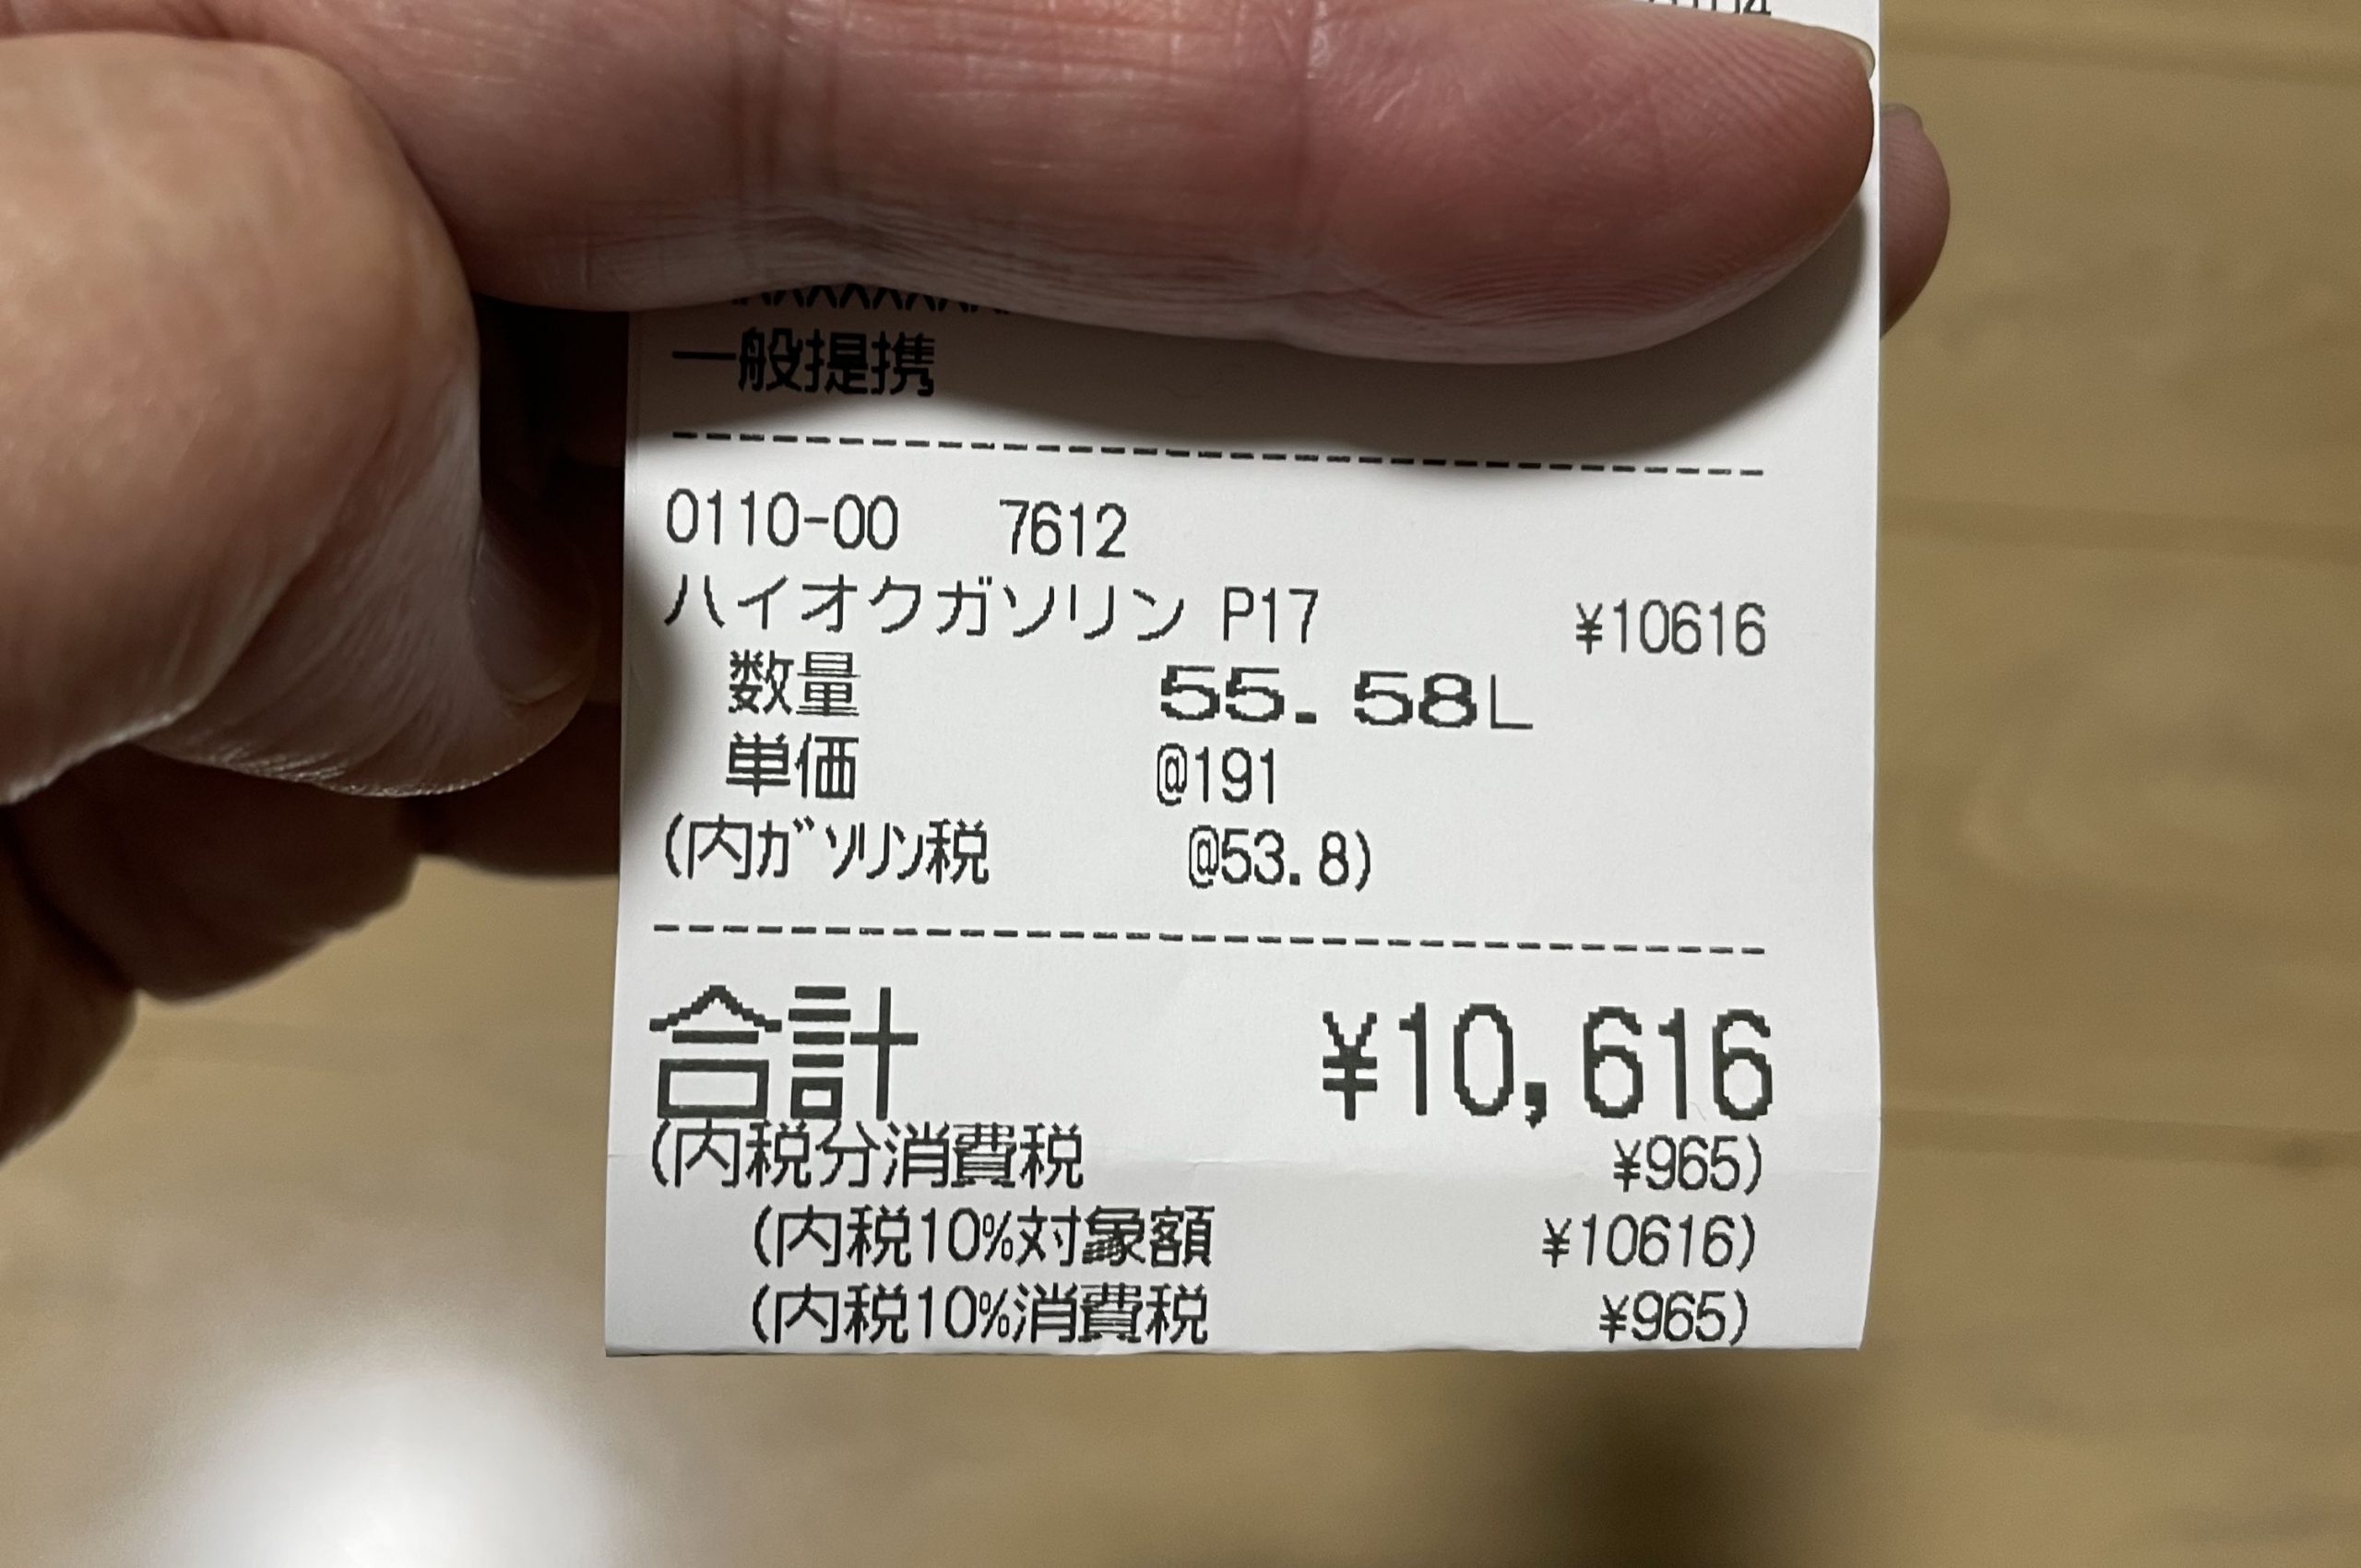 一般提携
0110-00 7612
ハイオクガソリン P17 ¥10616
数量 55.58L
単価 @191
(内ガソリン税 @53.8)
合計 ¥10,616
(内税分消費税 ¥965)
(内税10%対象額 ¥10616)
(内税10%消費税 ¥965)